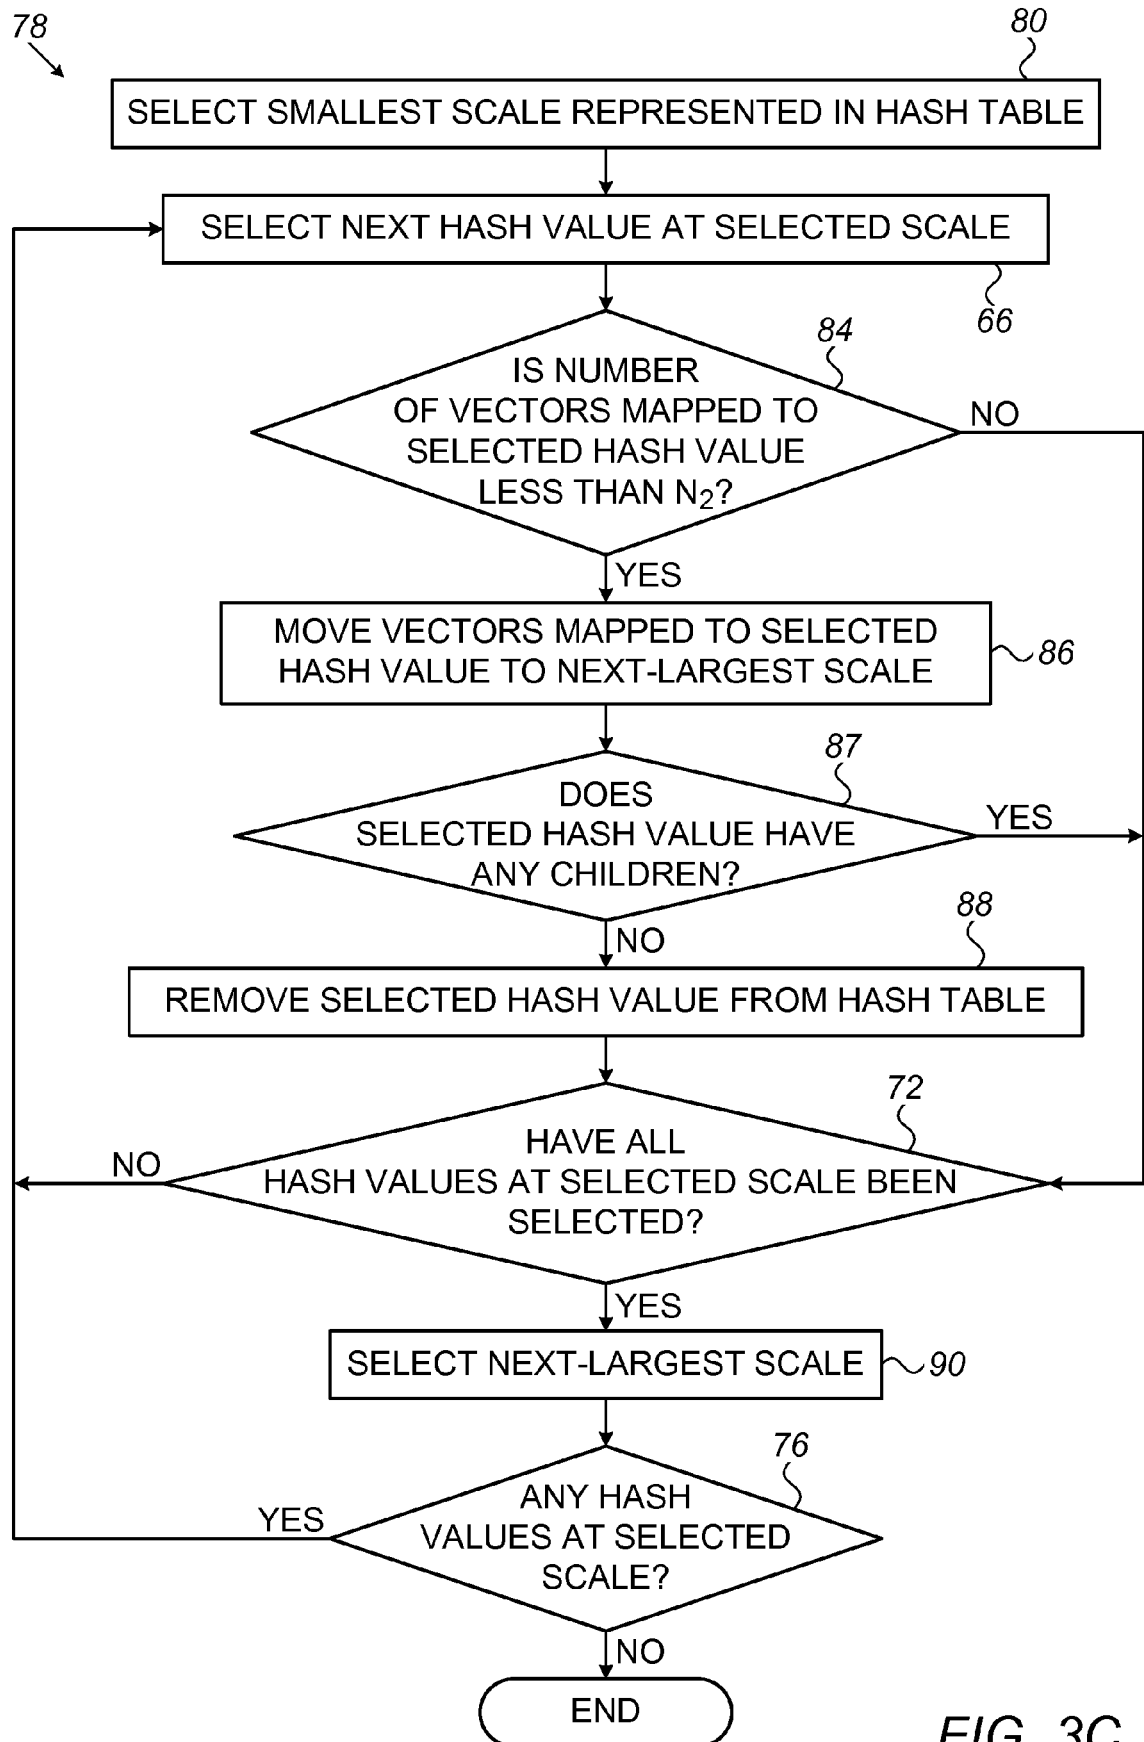 78
80
SELECT SMALLEST SCALE REPRESENTED IN HASH TABLE
SELECT NEXT HASH VALUE AT SELECTED SCALE
66
84
IS NUMBER
OF VECTORS MAPPED TO
SELECTED HASH VALUE
LESS THAN N₂?
NO
YES
MOVE VECTORS MAPPED TO SELECTED
HASH VALUE TO NEXT-LARGEST SCALE
86
87
DOES
SELECTED HASH VALUE HAVE
ANY CHILDREN?
YES
NO
88
REMOVE SELECTED HASH VALUE FROM HASH TABLE
72
HAVE ALL
HASH VALUES AT SELECTED SCALE BEEN
SELECTED?
NO
YES
SELECT NEXT-LARGEST SCALE
90
76
ANY HASH
VALUES AT SELECTED
SCALE?
YES
NO
END
FIG. 3C